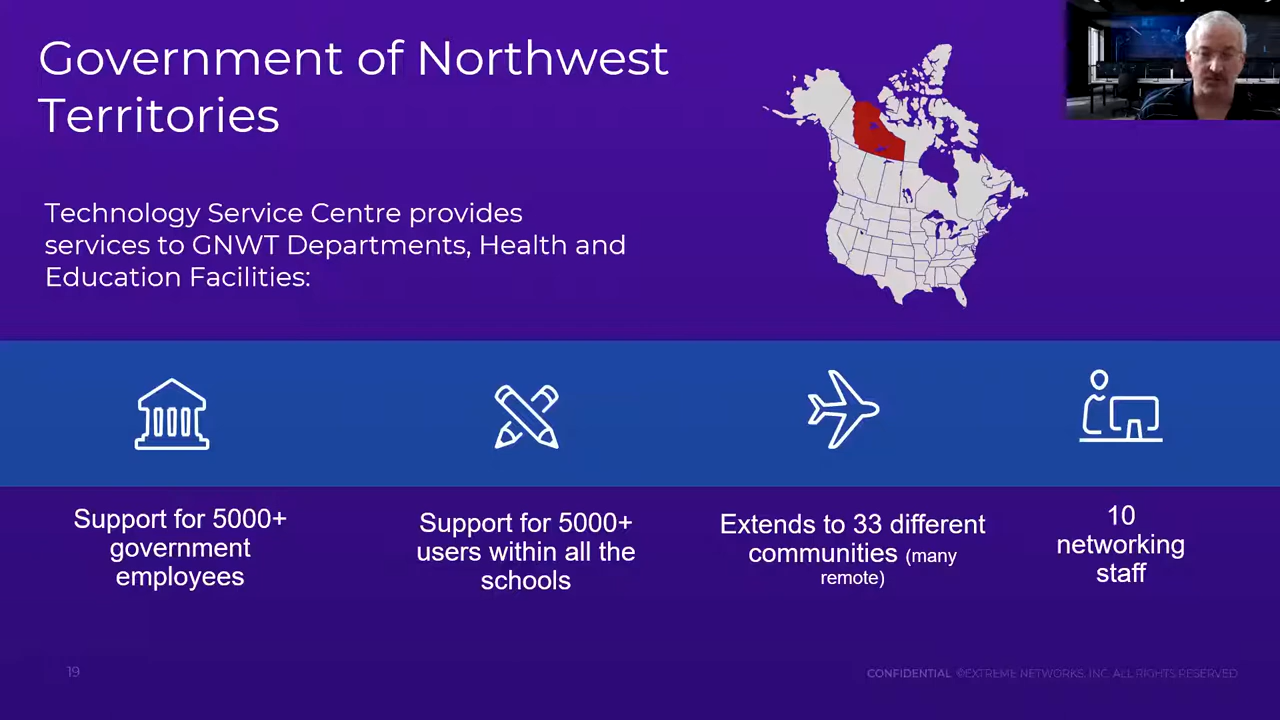 Government of Northwest
Territories
Technology Service Centre provides
services to GNWT Departments, Health and
Education Facilities:
Support for 5000+
government
employees
Support for 5000+
users within all the
schools
Extends to 33 different
communities (many
remote)
10
networking
staff
19
CONFIDENTIAL ©EXTREME NETWORKS, INC. ALL RIGHTS RESERVED